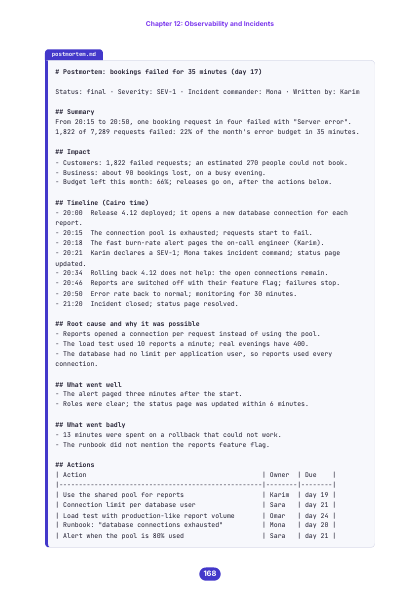 Chapter 12: Observability and Incidents
postmortem.md
# Postmortem: bookings failed for 35 minutes (day 17)
Status: final · Severity: SEV-1 · Incident commander: Mona · Written by: Karim
## Summary
From 20:15 to 20:50, one booking request in four failed with "Server error".
1,822 of 7,289 requests failed: 22% of the month's error budget in 35 minutes.
## Impact
- Customers: 1,822 failed requests; an estimated 270 people could not book.
- Business: about 90 bookings lost, on a busy evening.
- Budget left this month: 66%; releases go on, after the actions below.
## Timeline (Cairo time)
- 20:00  Release 4.12 deployed; it opens a new database connection for each
report.
- 20:15  The connection pool is exhausted; requests start to fail.
- 20:18  The fast burn-rate alert pages the on-call engineer (Karim).
- 20:21  Karim declares a SEV-1; Mona takes incident command; status page
updated.
- 20:34  Rolling back 4.12 does not help: the open connections remain.
- 20:46  Reports are switched off with their feature flag; failures stop.
- 20:50  Error rate back to normal; monitoring for 30 minutes.
- 21:20  Incident closed; status page resolved.
## Root cause and why it was possible
- Reports opened a connection per request instead of using the pool.
- The load test used 10 reports a minute; real evenings have 400.
- The database had no limit per application user, so reports used every
connection.
## What went well
- The alert paged three minutes after the start.
- Roles were clear; the status page was updated within 6 minutes.
## What went badly
- 13 minutes were spent on a rollback that could not work.
- The runbook did not mention the reports feature flag.
## Actions
| Action | Owner | Due |
|---|---|---|
| Use the shared pool for reports | Karim | day 19 |
| Connection limit per database user | Sara | day 21 |
| Load test with production-like report volume | Omar | day 24 |
| Runbook: "database connections exhausted" | Mona | day 20 |
| Alert when the pool is 80% used | Sara | day 21 |
168